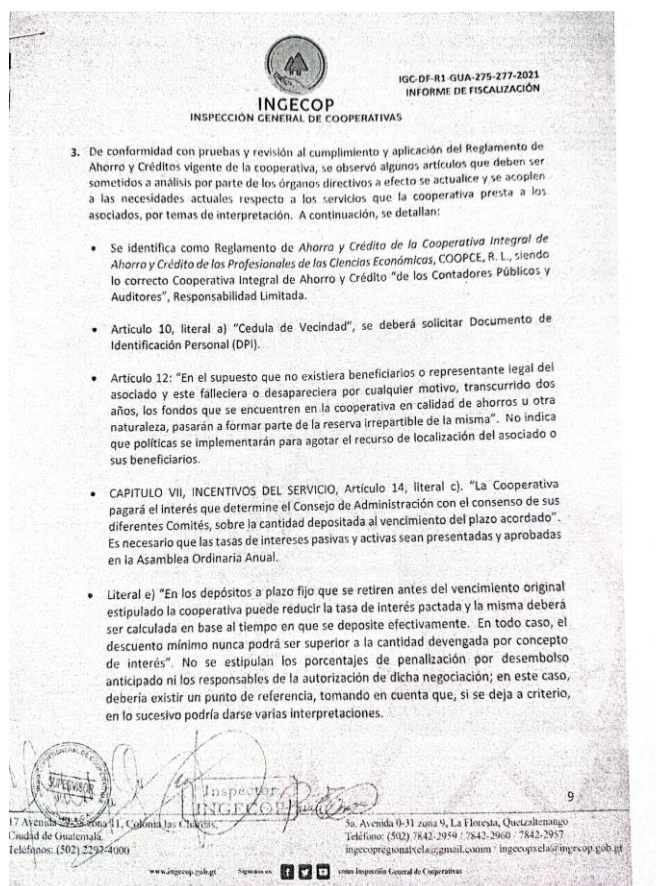 IGC-DF-R1-GUA-275-277-2021
INFORME DE FISCALIZACIÓN
INGECOP
INSPECCIÓN GENERAL DE COOPERATIVAS
3. De conformidad con pruebas y revisión al cumplimiento y aplicación del Reglamento de
Ahorro y Créditos vigente de la cooperativa, se observó algunos artículos que deben ser
sometidos a análisis por parte de los órganos directivos a efecto se actualice y se acoplen
a las necesidades actuales respecto a los servicios que la cooperativa presta a los
asociados, por temas de interpretación. A continuación, se detallan:
• Se identifica como Reglamento de Ahorro y Crédito de la Cooperativa Integral de
Ahorro y Crédito de los Profesionales de las Ciencias Económicas, COOPCE, R. L., siendo
lo correcto Cooperativa Integral de Ahorro y Crédito "de los Contadores Públicos y
Auditores", Responsabilidad Limitada.
• Articulo 10, literal a) "Cedula de Vecindad", se deberá solicitar Documento de
Identificación Personal (DPI).
• Artículo 12: "En el supuesto que no existiera beneficiarios o representante legal del
asociado y este falleciera o desapareciera por cualquier motivo, transcurrido dos
años, los fondos que se encuentren en la cooperativa en calidad de ahorros u otra
naturaleza, pasarán a formar parte de la reserva irrepartible de la misma". No indica
que políticas se implementarán para agotar el recurso de localización del asociado o
sus beneficiarios.
• CAPITULO VII, INCENTIVOS DEL SERVICIO, Artículo 14, literal c). "La Cooperativa
pagará el interés que determine el Consejo de Administración con el consenso de sus
diferentes Comités, sobre la cantidad depositada al vencimiento del plazo acordado".
Es necesario que las tasas de intereses pasivas y activas sean presentadas y aprobadas
en la Asamblea Ordinaria Anual.
• Literal e) "En los depósitos a plazo fijo que se retiren antes del vencimiento original
estipulado la cooperativa puede reducir la tasa de interés pactada y la misma deberá
ser calculada en base al tiempo en que se deposite efectivamente. En todo caso, el
descuento mínimo nunca podrá ser superior a la cantidad devengada por concepto
de interés". No se estipulan los porcentajes de penalización por desembolso
anticipado ni los responsables de la autorización de dicha negociación; en este caso,
debería existir un punto de referencia, tomando en cuenta que, si se deja a criterio,
en lo sucesivo podría darse varias interpretaciones.
SUPERVISOR
Inspector
INGECOP
9
17 Avenida zona 11, Colonia las Charcas,
Ciudad de Guatemala.
Teléfonos: (502) 2297-4000
5a. Avenida 0-31 zona 9, La Floresta, Quetzaltenango
Teléfono: (502) 7842-2959 / 7842-2960 / 7842-2957
ingecopregionalxela@gmail.comm / ingecopxela@ingecop.gob.gt
www.ingecop.gob.gt Síguenos en como Inspección General de Cooperativas